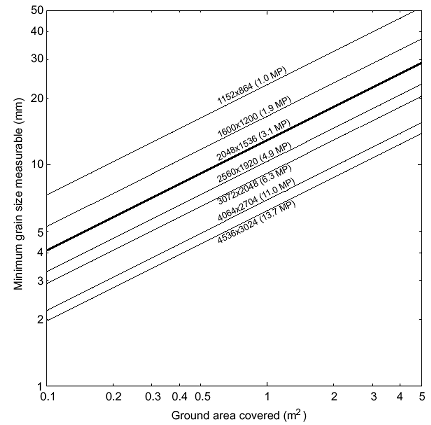 50
40
30
20
10
5
4
3
2
1
Minimum grain size measurable (mm)
1152x864 (1.0 MP)
1600x1200 (1.9 MP)
2048x1536 (3.1 MP)
2560x1920 (4.9 MP)
3072x2048 (6.3 MP)
4064x2704 (11.0 MP)
4536x3024 (13.7 MP)
0.1 0.2 0.3 0.4 0.5 1 2 3 4 5
Ground area covered (m²)